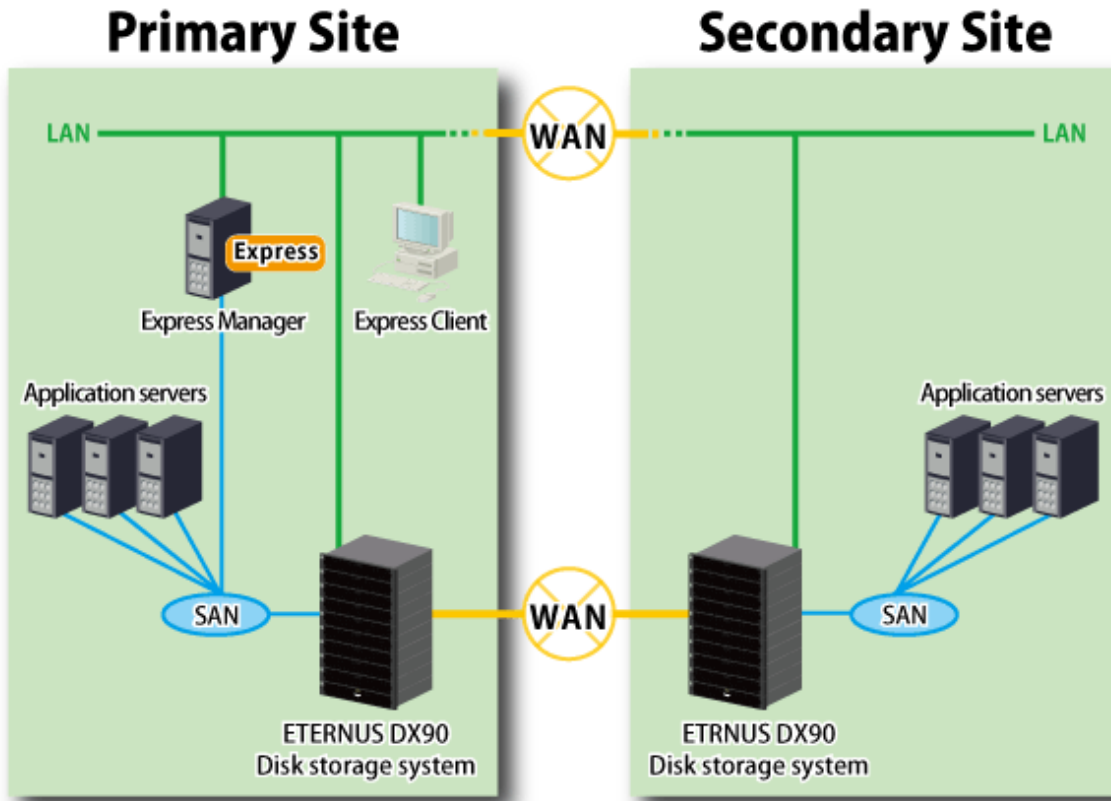 Primary Site
Secondary Site
LAN
WAN
LAN
Express
Express Manager
Express Client
Application servers
Application servers
SAN
WAN
SAN
ETERNUS DX90
Disk storage system
ETRNUS DX90
Disk storage system